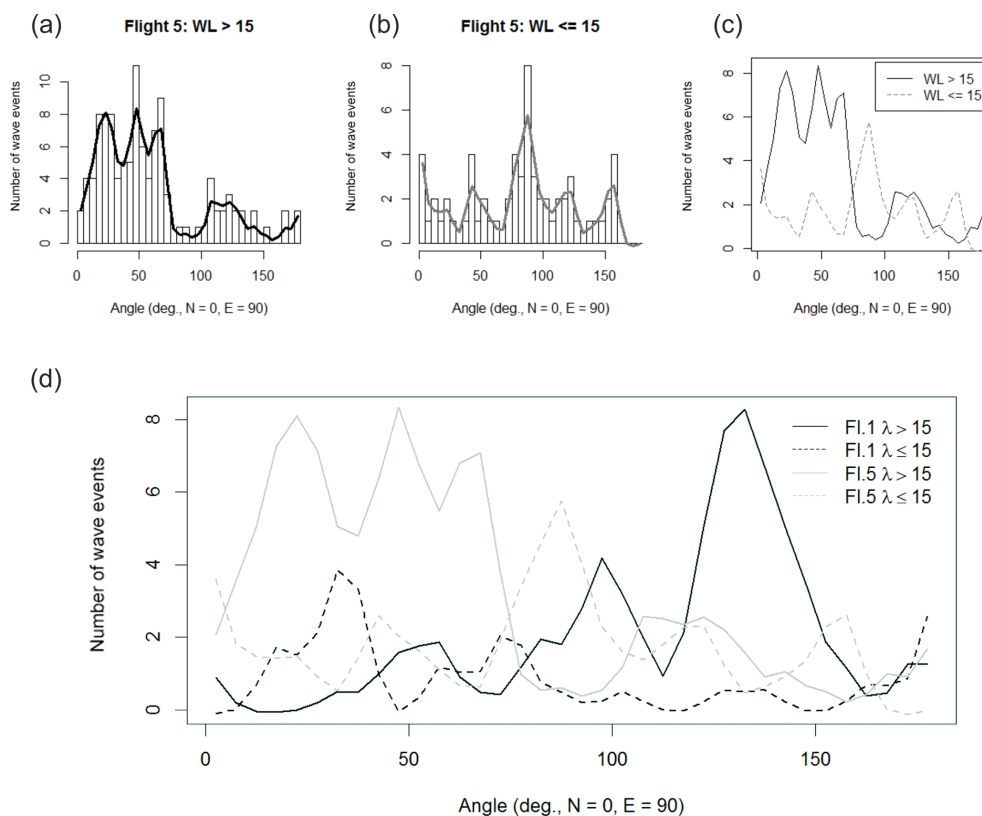 (a)
Flight 5: WL > 15
Number of wave events
0 2 4 6 8 10
0 50 100 150
Angle (deg., N = 0, E = 90)
(b)
Flight 5: WL <= 15
Number of wave events
0 2 4 6 8
0 50 100 150
Angle (deg., N = 0, E = 90)
(c)
WL > 15
WL <= 15
Number of wave events
0 2 4 6 8
0 50 100 150
Angle (deg., N = 0, E = 90)
(d)
Fl.1 λ > 15
Fl.1 λ ≤ 15
Fl.5 λ > 15
Fl.5 λ ≤ 15
Number of wave events
0 2 4 6 8
0 50 100 150
Angle (deg., N = 0, E = 90)